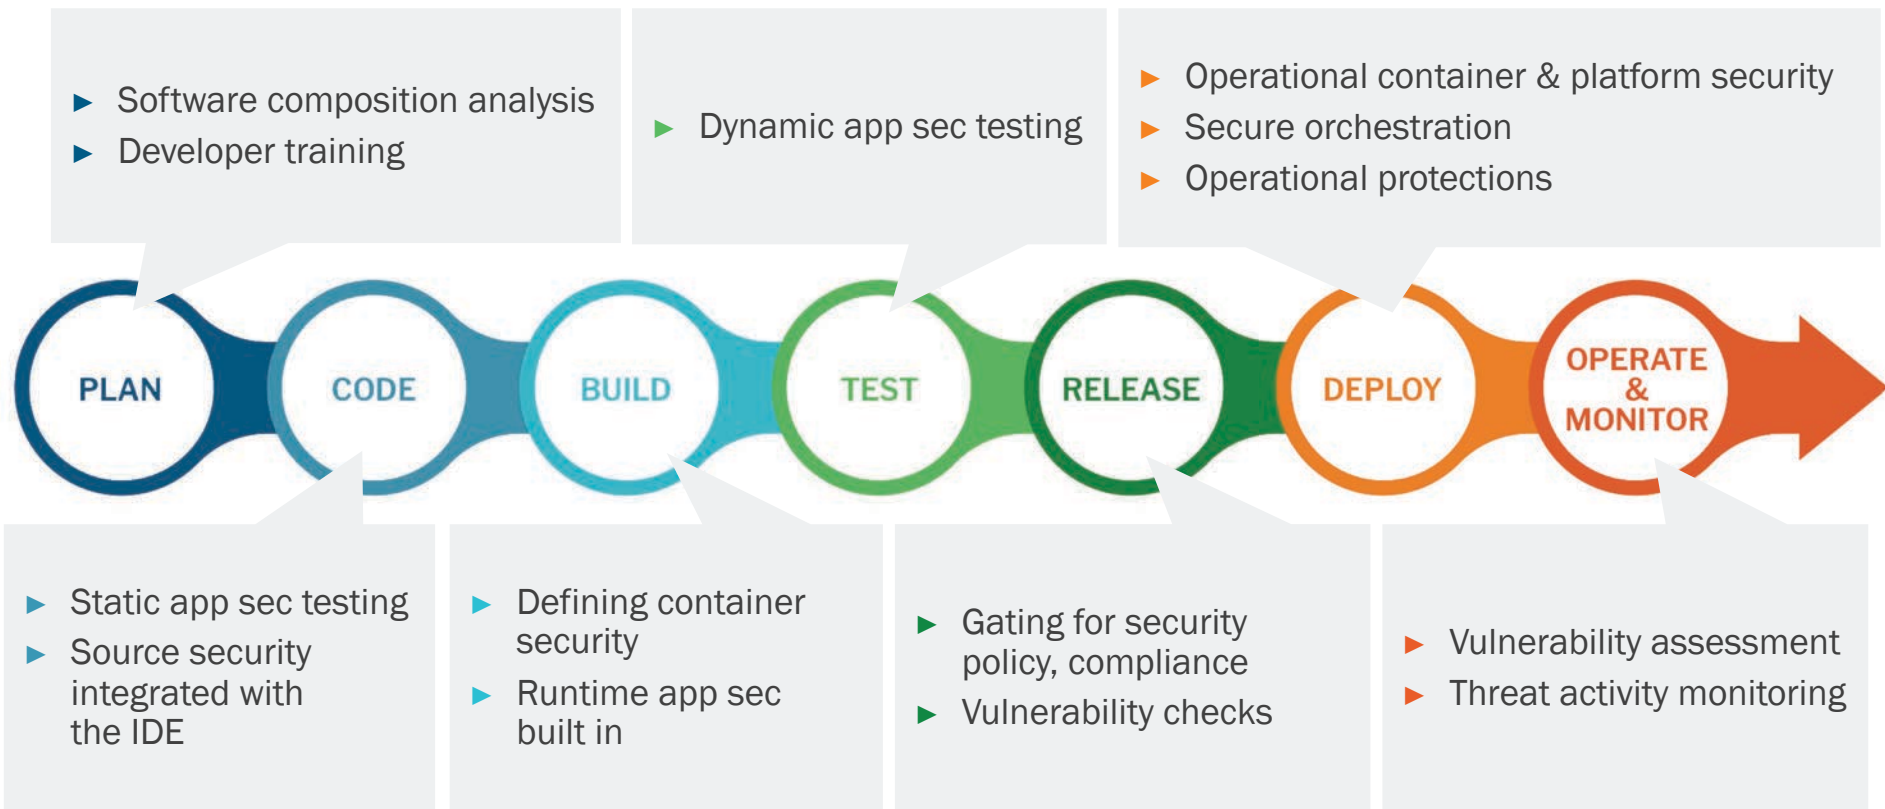 Software composition analysis
Developer training
Dynamic app sec testing
Operational container & platform security
Secure orchestration
Operational protections
PLAN
CODE
BUILD
TEST
RELEASE
DEPLOY
OPERATE
&
MONITOR
Static app sec testing
Source security
integrated with
the IDE
Defining container
security
Runtime app sec
built in
Gating for security
policy, compliance
Vulnerability checks
Vulnerability assessment
Threat activity monitoring